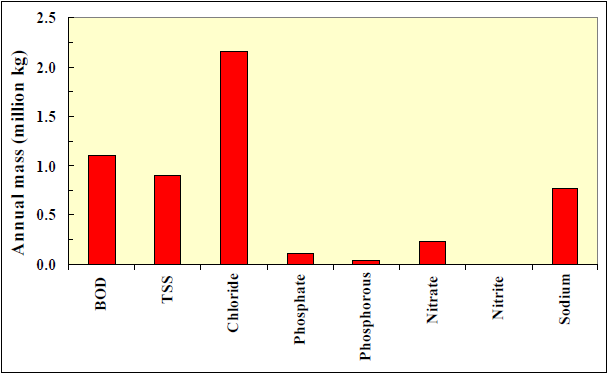 Annual mass (million kg)
2.5
2.0
1.5
1.0
0.5
0.0
BOD
TSS
Chloride
Phosphate
Phosphorous
Nitrate
Nitrite
Sodium